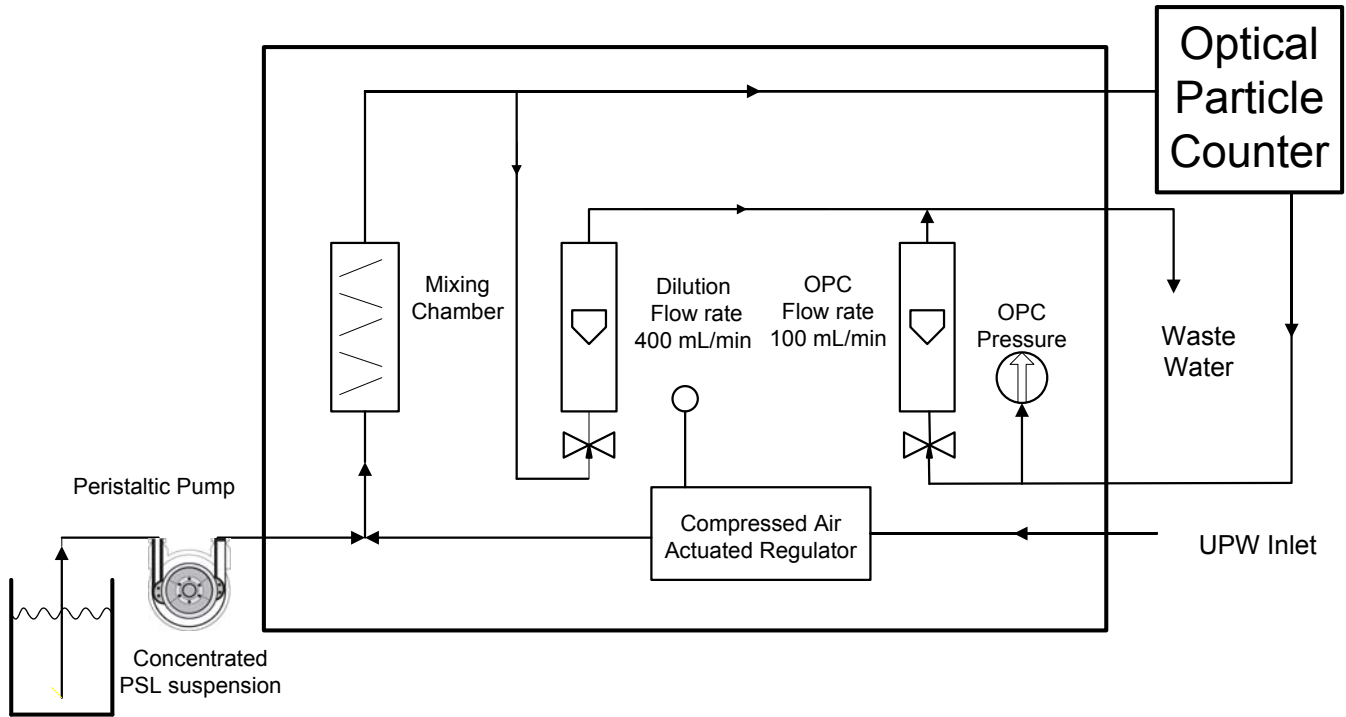 Optical
Particle
Counter
Mixing
Chamber
Dilution
Flow rate
400 mL/min
OPC
Flow rate
100 mL/min
OPC
Pressure
Waste
Water
Peristaltic Pump
Compressed Air
Actuated Regulator
UPW Inlet
Concentrated
PSL suspension